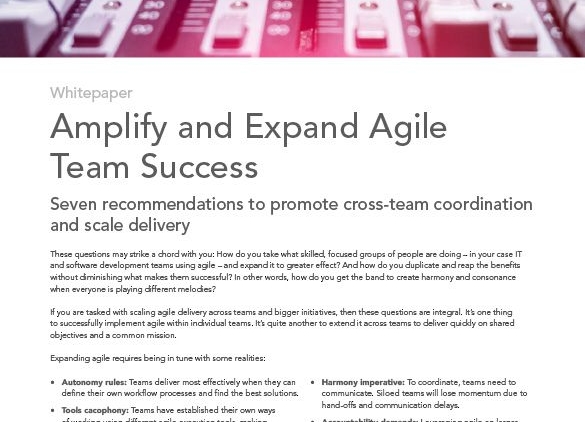 Whitepaper
Amplify and Expand Agile
Team Success
Seven recommendations to promote cross-team coordination
and scale delivery
These questions may strike a chord with you: How do you take what skilled, focused groups of people are doing – in your case IT
and software development teams using agile – and expand it to greater effect? And how do you duplicate and reap the benefits
without diminishing what makes them successful? In other words, how do you get the band to create harmony and consonance
when everyone is playing different melodies?
If you are tasked with scaling agile delivery across teams and bigger initiatives, then these questions are integral. It's one thing
to successfully implement agile within individual teams. It's quite another to extend it across teams to deliver quickly on shared
objectives and a common mission.
Expanding agile requires being in tune with some realities:
• Autonomy rules: Teams deliver most effectively when they can
define their own workflow processes and find the best solutions.
• Tools cacophony: Teams have established their own ways
of working using different agile execution tools, making
• Harmony imperative: To coordinate, teams need to
communicate. Siloed teams will lose momentum due to
hand-offs and communication delays.